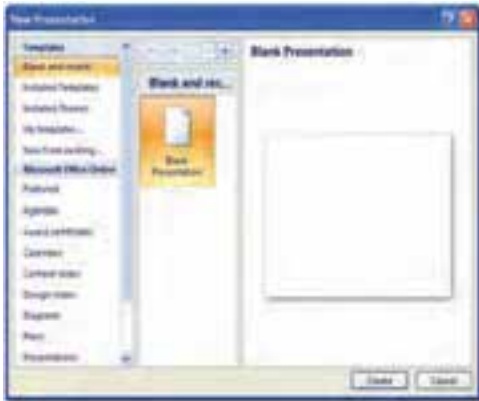 New Presentation
Templates
Blank and recent
Installed Templates
Installed Themes
My templates...
New from existing...
Microsoft Office Online
Featured
Agendas
Award certificates
Calendars
Content slides
Design slides
Diagrams
Plans
Presentations
Blank and rec...
Blank
Presentation
Blank Presentation
Create
Cancel